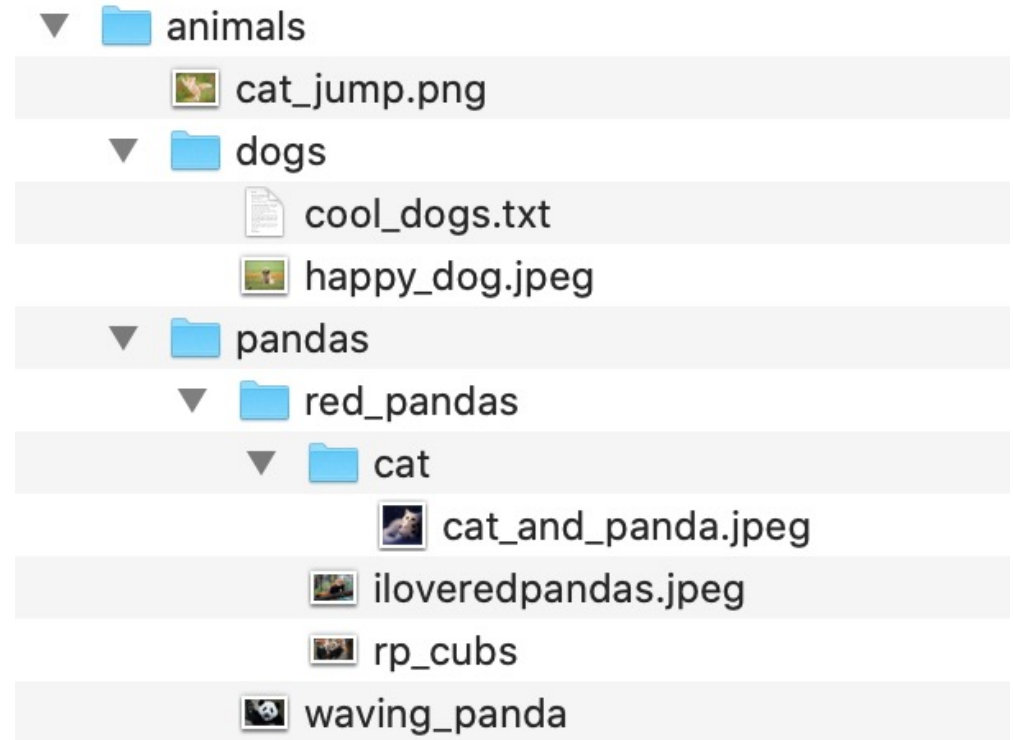 animals
cat_jump.png
dogs
cool_dogs.txt
happy_dog.jpeg
pandas
red_pandas
cat
cat_and_panda.jpeg
iloveredpandas.jpeg
rp_cubs
waving_panda